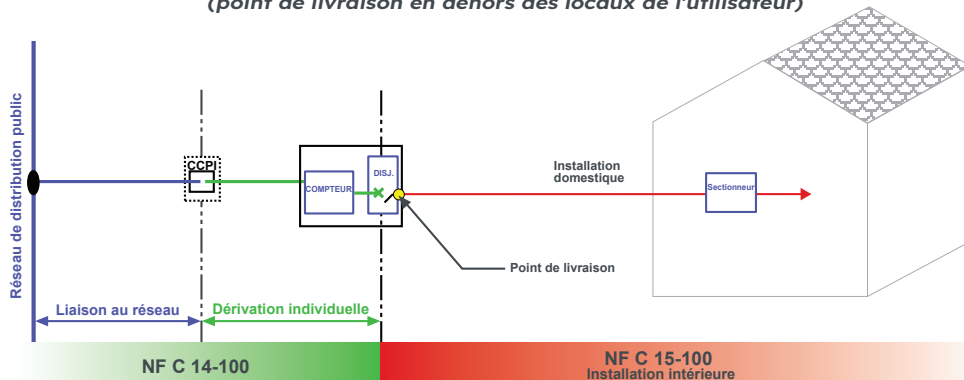 (point de livraison en dehors des locaux de l'utilisateur)
Réseau de distribution public
CCPI
COMPTEUR
DISJ.
Installation
domestique
Sectionneur
Point de livraison
Liaison au réseau
Dérivation individuelle
NF C 14-100
NF C 15-100
Installation intérieure